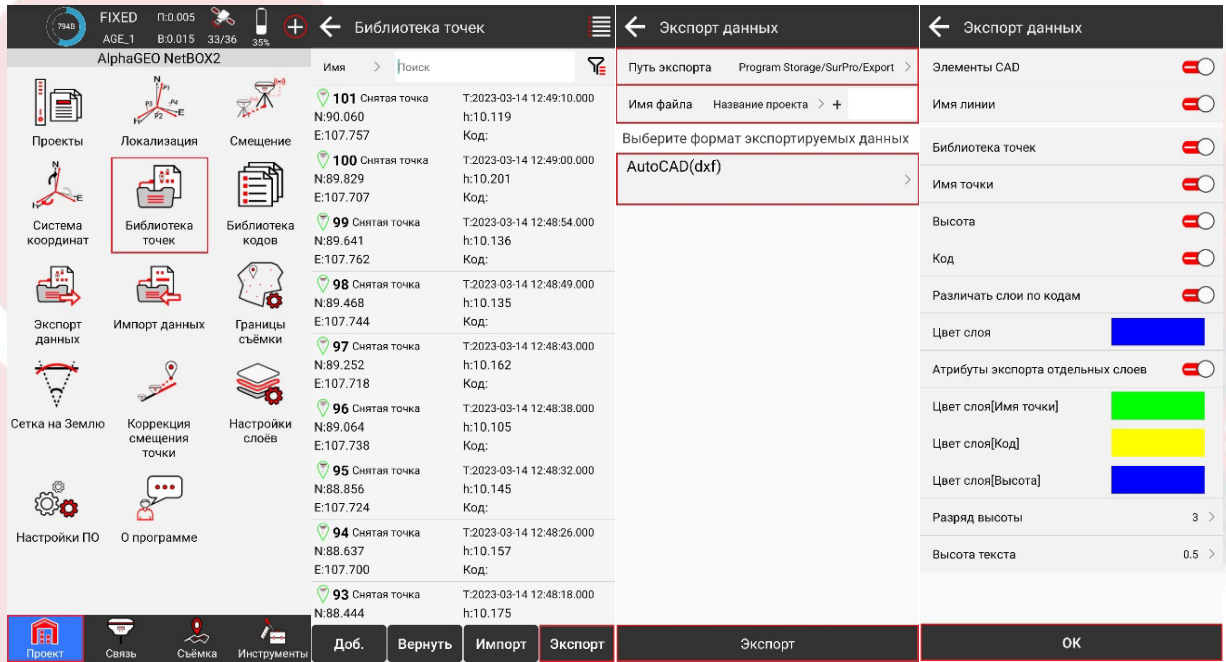 7948
FIXED П:0.005
AGE_1 B:0.015 33/36
35%
AlphaGEO NetBOX2
Проекты
Локализация
Смещение
Система координат
Библиотека точек
Библиотека кодов
Экспорт данных
Импорт данных
Границы съёмки
Сетка на Землю
Коррекция смещения точки
Настройки слоёв
Настройки ПО
О программе
Проект
Связь
Съёмка
Инструменты
Библиотека точек
Имя > Поиск
101 Снятая точка T:2023-03-14 12:49:10.000
N:90.060 h:10.119
E:107.757 Код:
100 Снятая точка T:2023-03-14 12:49:00.000
N:89.829 h:10.201
E:107.707 Код:
99 Снятая точка T:2023-03-14 12:48:54.000
N:89.641 h:10.136
E:107.762 Код:
98 Снятая точка T:2023-03-14 12:48:49.000
N:89.468 h:10.135
E:107.744 Код:
97 Снятая точка T:2023-03-14 12:48:43.000
N:89.252 h:10.162
E:107.718 Код:
96 Снятая точка T:2023-03-14 12:48:38.000
N:89.064 h:10.105
E:107.738 Код:
95 Снятая точка T:2023-03-14 12:48:32.000
N:88.856 h:10.145
E:107.724 Код:
94 Снятая точка T:2023-03-14 12:48:26.000
N:88.637 h:10.157
E:107.700 Код:
93 Снятая точка T:2023-03-14 12:48:18.000
N:88.444 h:10.175
Доб. Вернуть Импорт Экспорт
Экспорт данных
Путь экспорта Program Storage/SurPro/Export >
Имя файла Название проекта > +
Выберите формат экспортируемых данных
AutoCAD(dxf) >
Экспорт
Экспорт данных
Элементы CAD
Имя линии
Библиотека точек
Имя точки
Высота
Код
Различать слои по кодам
Цвет слоя
Атрибуты экспорта отдельных слоев
Цвет слоя[Имя точки]
Цвет слоя[Код]
Цвет слоя[Высота]
Разряд высоты 3 >
Высота текста 0.5 >
OK